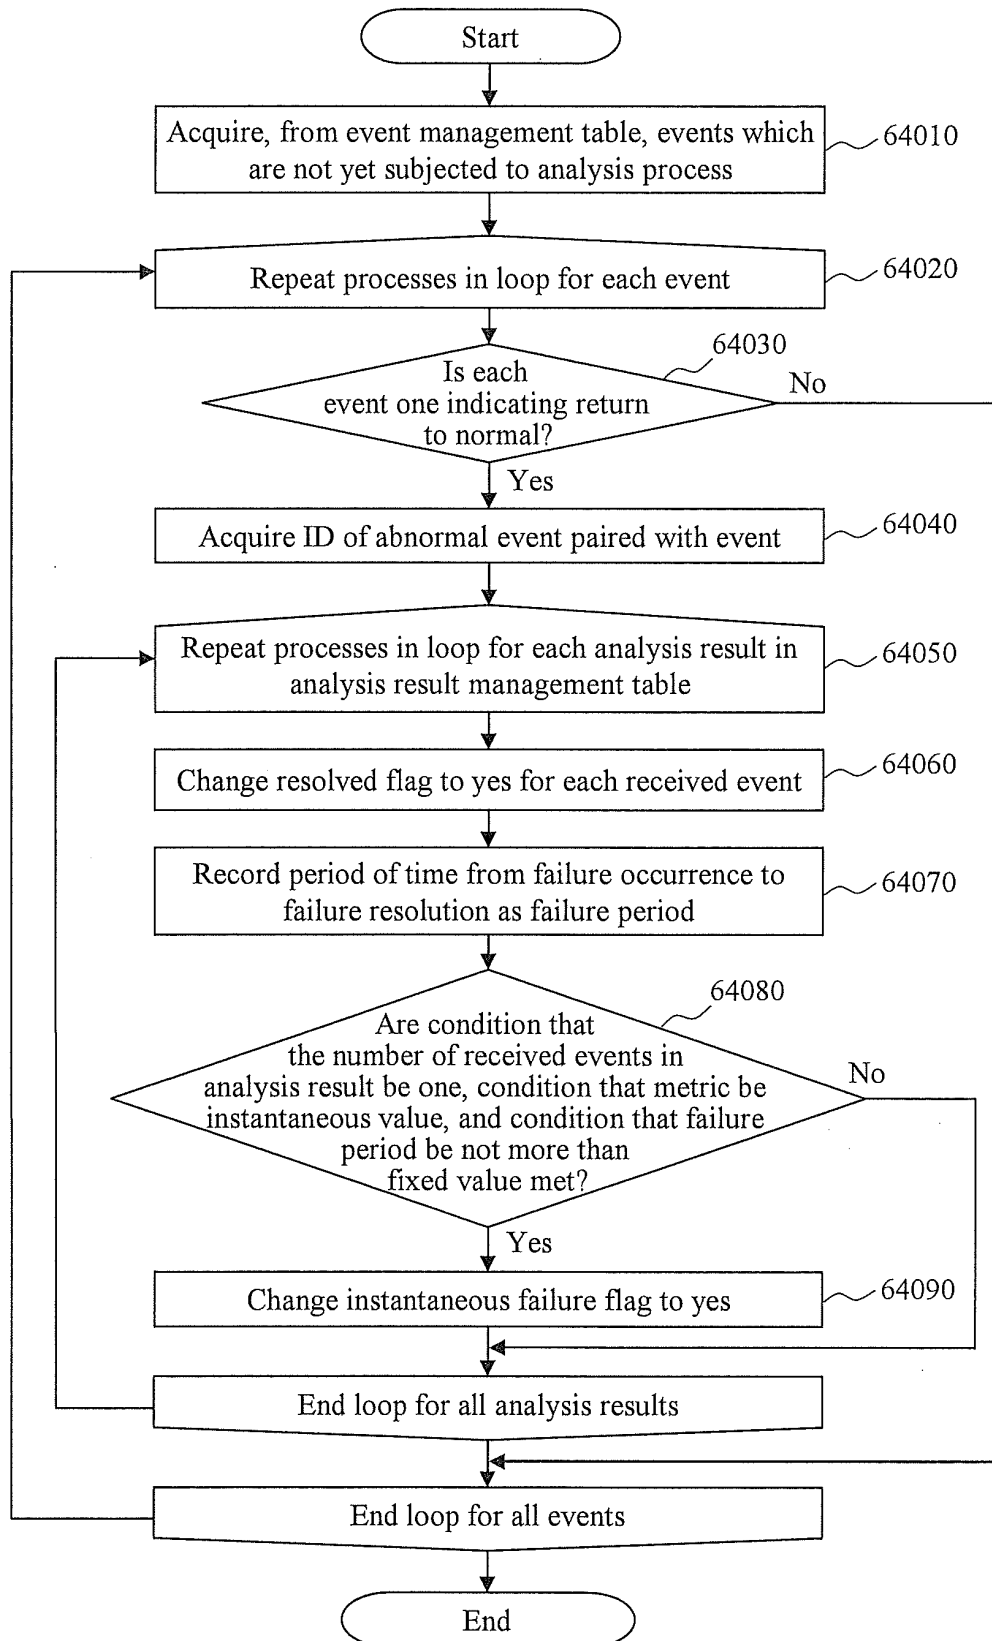 Start
Acquire, from event management table, events which
are not yet subjected to analysis process
64010
Repeat processes in loop for each event
64020
64030
Is each
event one indicating return
to normal?
No
Yes
Acquire ID of abnormal event paired with event
64040
Repeat processes in loop for each analysis result in
analysis result management table
64050
Change resolved flag to yes for each received event
64060
Record period of time from failure occurrence to
failure resolution as failure period
64070
64080
Are condition that
the number of received events in
analysis result be one, condition that metric be
instantaneous value, and condition that failure
period be not more than
fixed value met?
No
Yes
Change instantaneous failure flag to yes
64090
End loop for all analysis results
End loop for all events
End